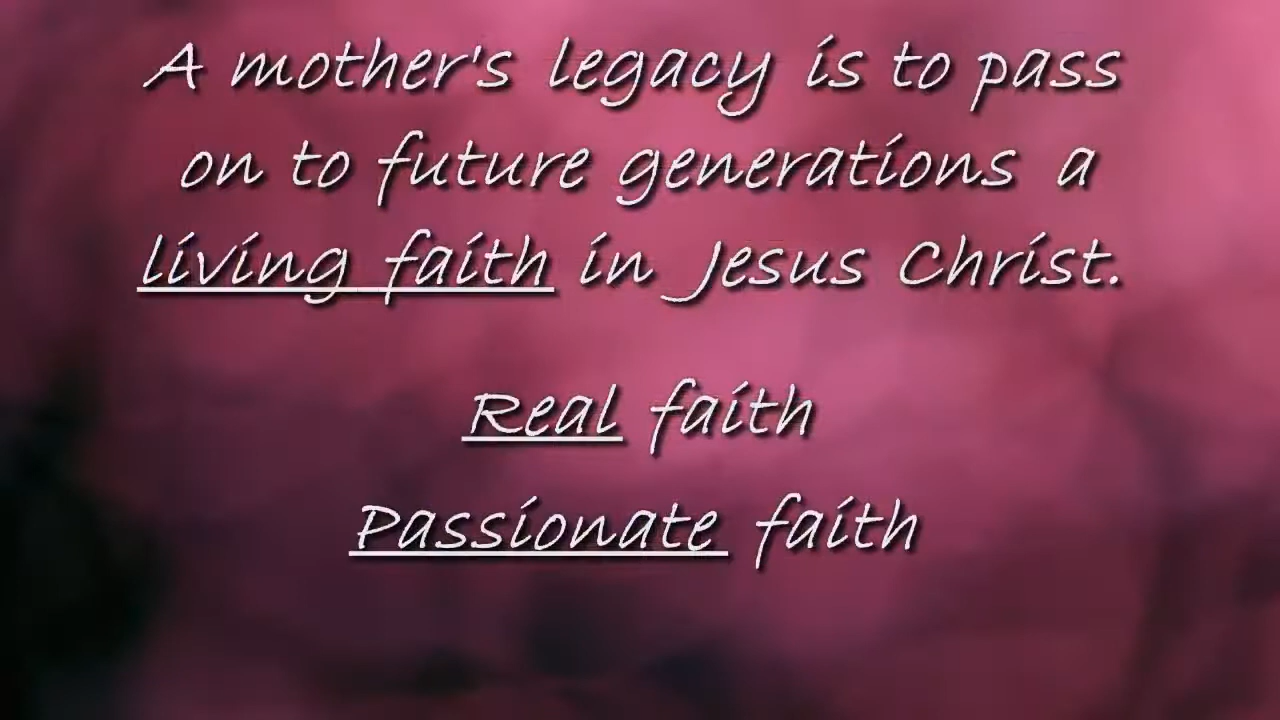 A mother's legacy is to pass
on to future generations a
living faith in Jesus Christ.
Real faith
Passionate faith